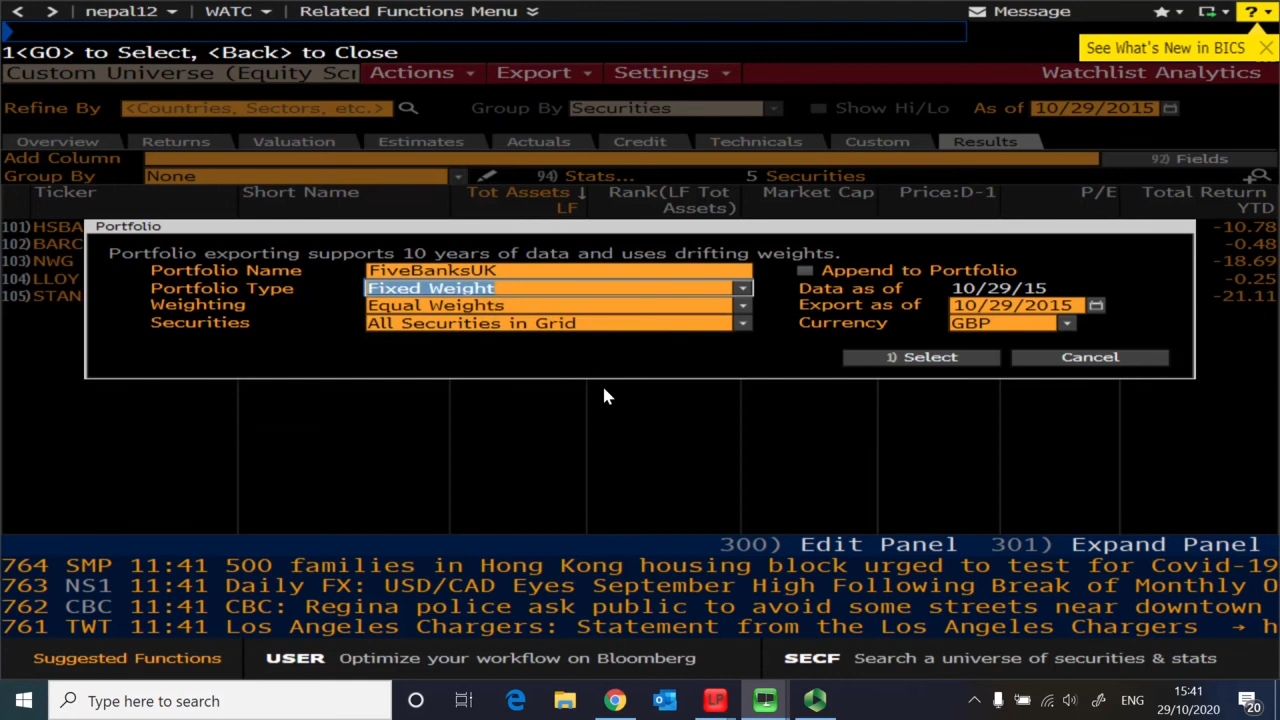 nepal12 WATC Related Functions Menu Message ?
1<GO> to Select, <Back> to Close
See What's New in BICS
Custom Universe (Equity Scr Actions Export Settings Watchlist Analytics
Refine By <Countries, Sectors, etc.> Group By Securities Show Hi/Lo As of 10/29/2015
Overview Returns Valuation Estimates Actuals Credit Technicals Custom Results
Add Column 92) Fields
Group By None 94) Stats... 5 Securities
Ticker Short Name Tot Assets Rank(LF Tot Market Cap Price:D-1 P/E Total Return
LF Assets) YTD
Portfolio
101) HSBA -10.78
102) BARC -0.48
103) NWG -18.69
104) LLOY -0.25
105) STAN -21.11
Portfolio exporting supports 10 years of data and uses drifting weights.
Portfolio Name FiveBanksUK Append to Portfolio
Portfolio Type Fixed Weight Data as of 10/29/15
Weighting Equal Weights Export as of 10/29/2015
Securities All Securities in Grid Currency GBP
1) Select Cancel
300) Edit Panel 301) Expand Panel
764 SMP 11:41 500 families in Hong Kong housing block urged to test for Covid-19
763 NS1 11:41 Daily FX: USD/CAD Eyes September High Following Break of Monthly O
762 CBC 11:41 CBC: Regina police ask public to avoid some streets near downtown
761 TWT 11:41 Los Angeles Chargers: Statement from the Los Angeles Chargers → h
Suggested Functions USER Optimize your workflow on Bloomberg SECF Search a universe of securities & stats
Type here to search ENG 15:41
29/10/2020 20